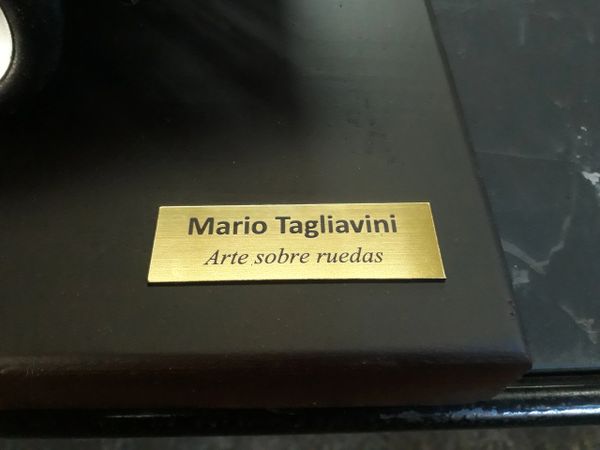 Mario Tagliavini
Arte sobre ruedas